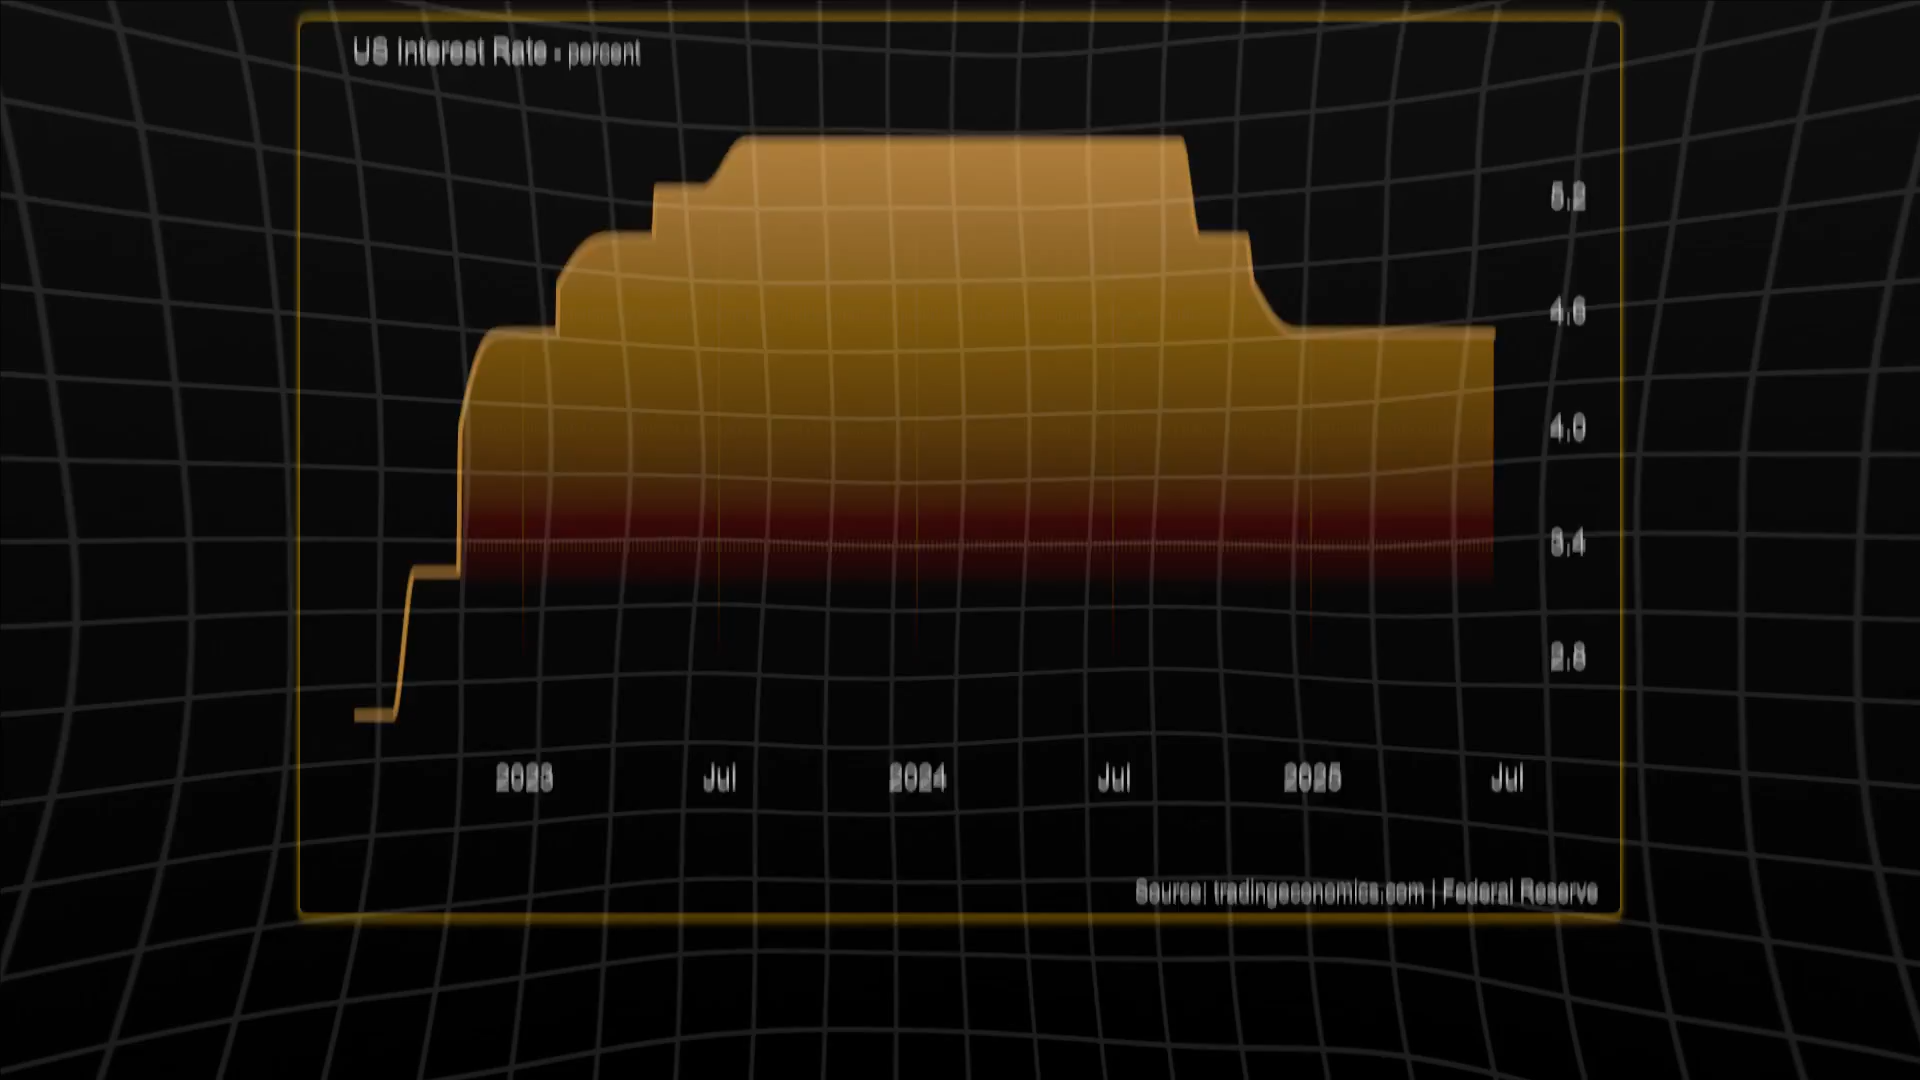 US Interest Rate - percent
5,2
4,6
4,0
3,4
2,8
2023 Jul 2024 Jul 2025 Jul
Source: tradingeconomics.com | Federal Reserve